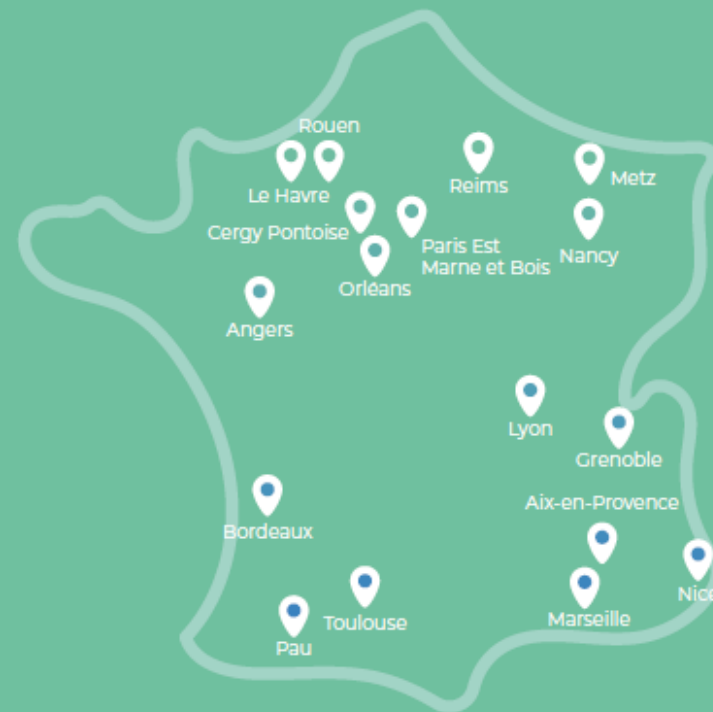 Rouen
Le Havre
Reims
Metz
Cergy Pontoise
Paris Est
Marne et Bois
Nancy
Orléans
Angers
Lyon
Grenoble
Aix-en-Provence
Bordeaux
Nice
Marseille
Toulouse
Pau